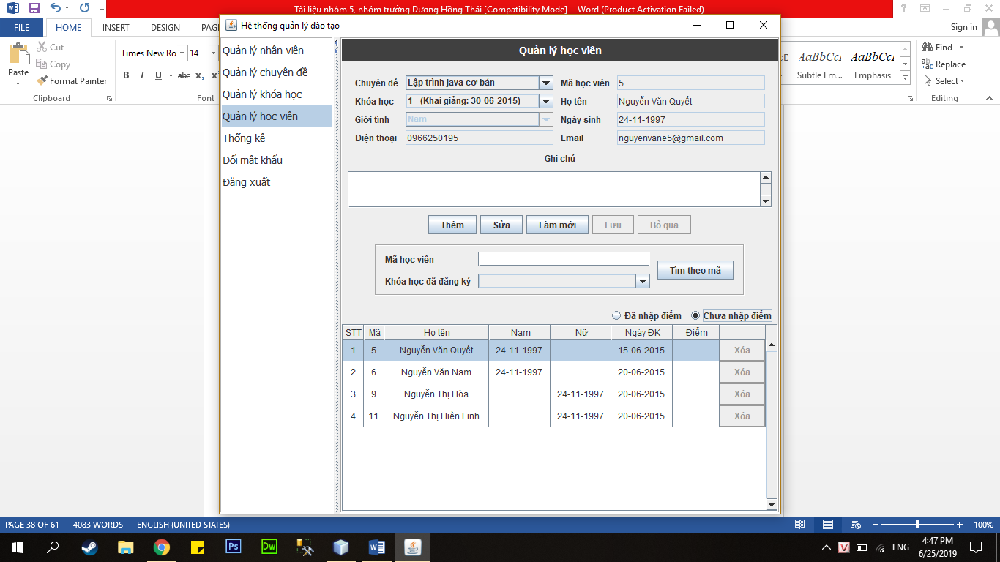 Tài liệu nhóm 5, nhóm trưởng Dương Hồng Thái [Compatibility Mode] - Word (Product Activation Failed)
FILE HOME INSERT DESIGN Sign in
Cut
Copy
Format Painter
Paste
Clipboard
Times New Ro 14
B I U abc x₂
Font
AaBbCcI AaBbCcI
Subtle Em... Emphasis
Find
Replace
Select
Editing
Hệ thống quản lý đào tạo
Quản lý nhân viên
Quản lý chuyên đề
Quản lý khóa học
Quản lý học viên
Thống kê
Đổi mật khẩu
Đăng xuất
Quản lý học viên
Chuyên đề Lập trình java cơ bản Mã học viên 5
Khóa học 1 - (Khai giảng: 30-06-2015) Họ tên Nguyễn Văn Quyết
Giới tính Nam Ngày sinh 24-11-1997
Điện thoại 0966250195 Email nguyenvane5@gmail.com
Ghi chú
Thêm Sửa Làm mới Lưu Bỏ qua
Mã học viên
Khóa học đã đăng ký
Tìm theo mã
Đã nhập điểm Chưa nhập điểm
STT Mã Họ tên Nam Nữ Ngày ĐK Điểm
1 5 Nguyễn Văn Quyết 24-11-1997 15-06-2015 Xóa
2 6 Nguyễn Văn Nam 24-11-1997 20-06-2015 Xóa
3 9 Nguyễn Thị Hòa 24-11-1997 20-06-2015 Xóa
4 11 Nguyễn Thị Hiền Linh 24-11-1997 20-06-2015 Xóa
PAGE 38 OF 61 4083 WORDS ENGLISH (UNITED STATES) 100%
Ps Dw
ENG
4:47 PM
6/25/2019